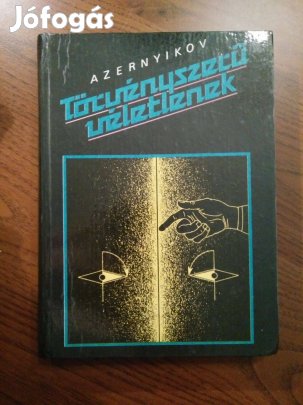 Jófogás
AZERNYIKOV
Törvényszerű
véletlenek